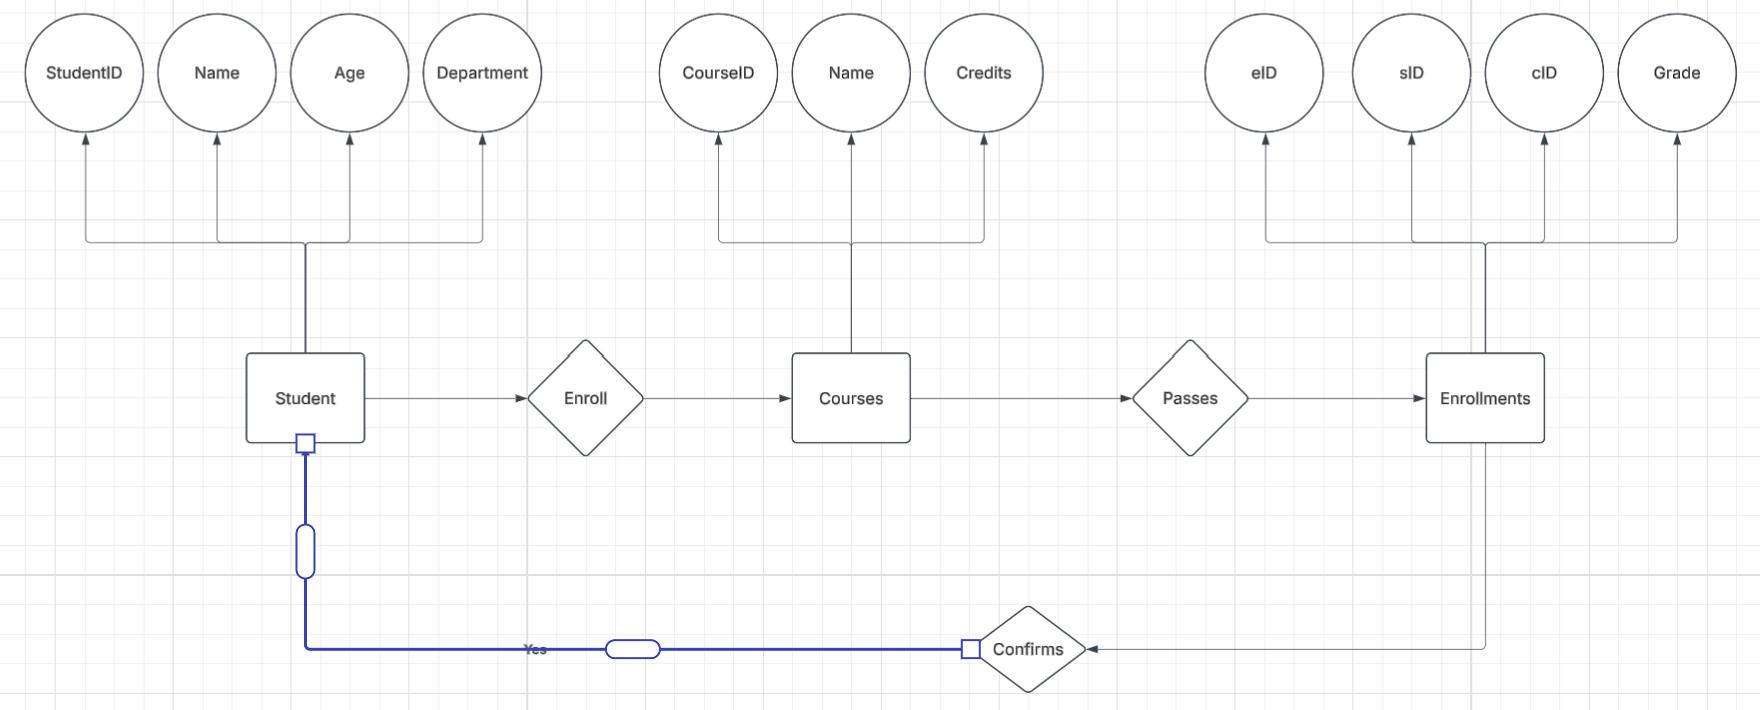 StudentID
Name
Age
Department
CourseID
Name
Credits
eID
sID
cID
Grade
Student
Enroll
Courses
Passes
Enrollments
Yes
Confirms